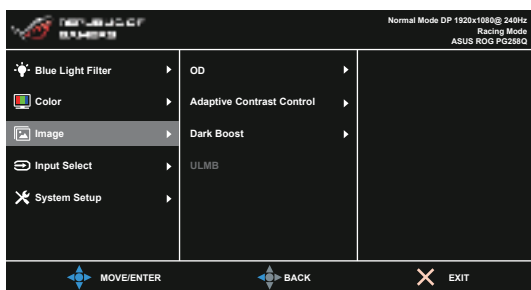 Normal Mode DP 1920x1080@ 240Hz
Racing Mode
ASUS ROG PG258Q
Blue Light Filter
Color
Image
Input Select
System Setup
OD
Adaptive Contrast Control
Dark Boost
ULMB
MOVE/ENTER
BACK
EXIT